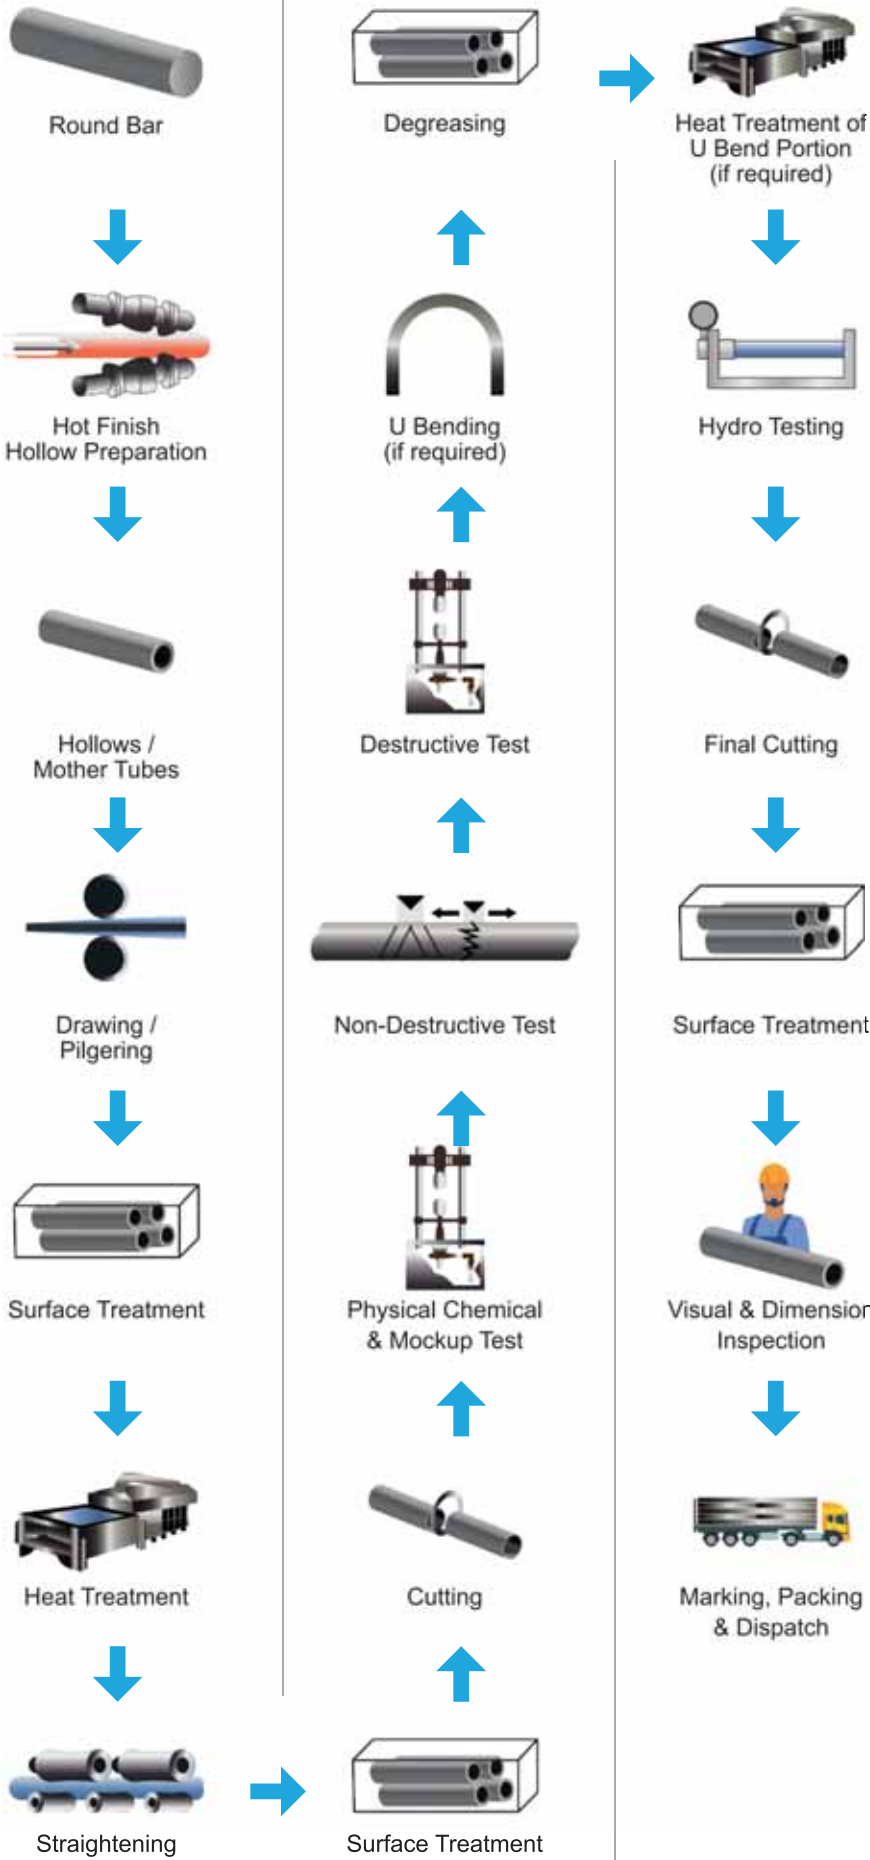 Round Bar
Hot Finish
Hollow Preparation
Hollows /
Mother Tubes
Drawing /
Pilgering
Surface Treatment
Heat Treatment
Straightening
Surface Treatment
Cutting
Physical Chemical
& Mockup Test
Non-Destructive Test
Destructive Test
U Bending
(if required)
Degreasing
Heat Treatment of
U Bend Portion
(if required)
Hydro Testing
Final Cutting
Surface Treatment
Visual & Dimension
Inspection
Marking, Packing
& Dispatch